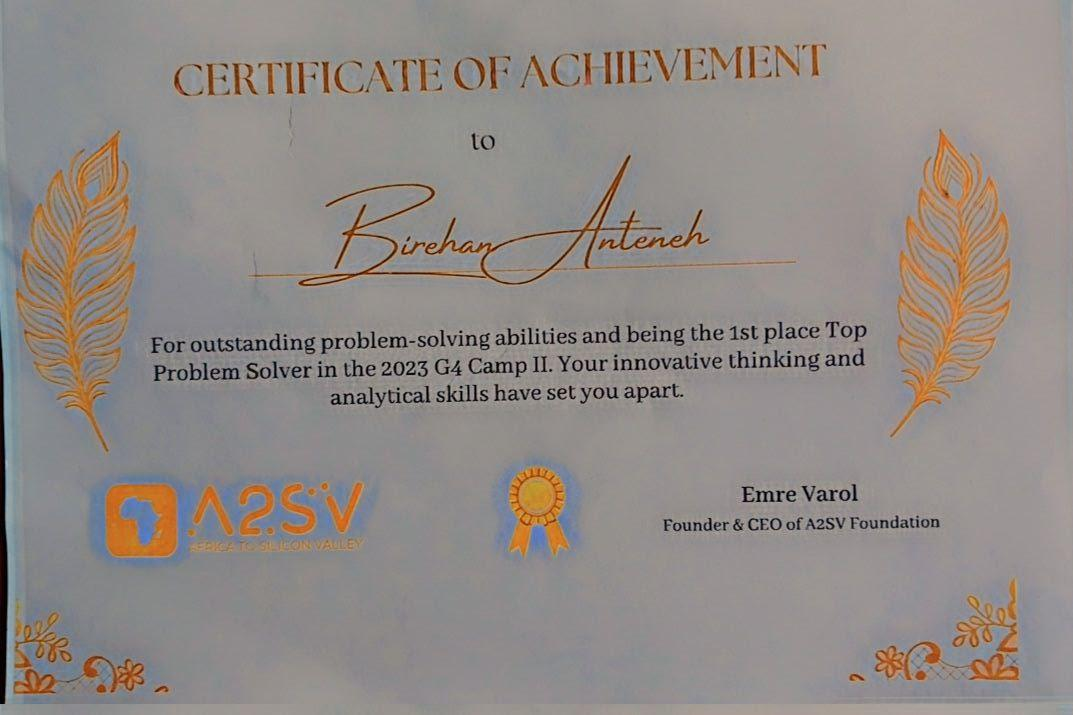 CERTIFICATE OF ACHIEVEMENT
to
Birehan Anteneh
For outstanding problem-solving abilities and being the 1st place Top
Problem Solver in the 2023 G4 Camp II. Your innovative thinking and
analytical skills have set you apart.
A2SV
AFRICA TO SILICON VALLEY
Emre Varol
Founder & CEO of A2SV Foundation